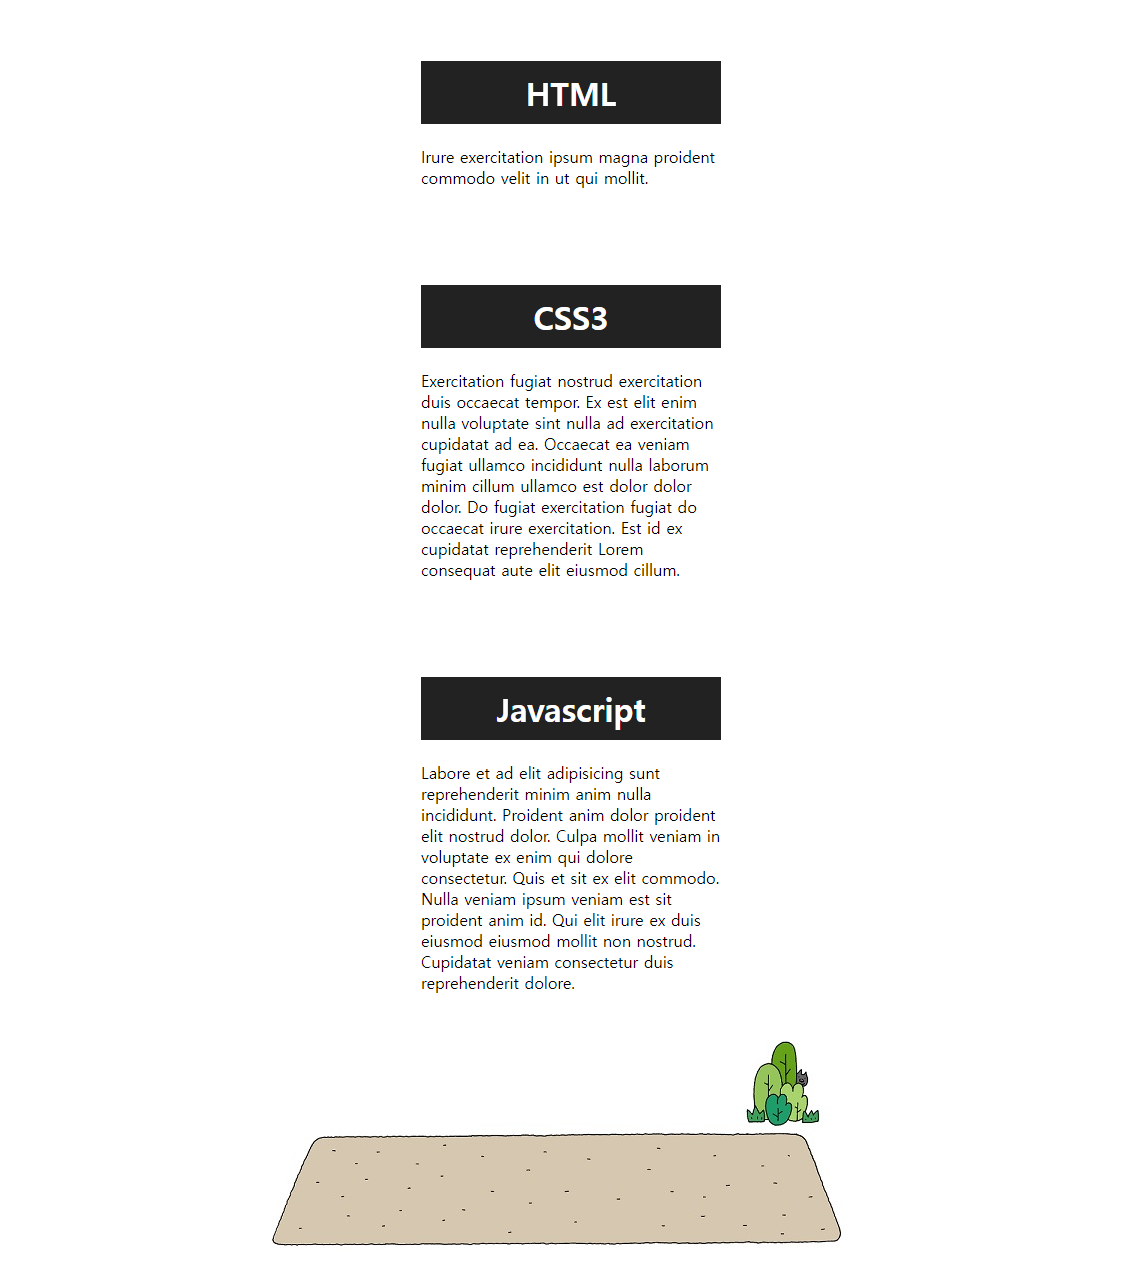 HTML
Irure exercitation ipsum magna proident
commodo velit in ut qui mollit.
CSS3
Exercitation fugiat nostrud exercitation
duis occaecat tempor. Ex est elit enim
nulla voluptate sint nulla ad exercitation
cupidatat ad ea. Occaecat ea veniam
fugiat ullamco incididunt nulla laborum
minim cillum ullamco est dolor dolor
dolor. Do fugiat exercitation fugiat do
occaecat irure exercitation. Est id ex
cupidatat reprehenderit Lorem
consequat aute elit eiusmod cillum.
Javascript
Labore et ad elit adipisicing sunt
reprehenderit minim anim nulla
incididunt. Proident anim dolor proident
elit nostrud dolor. Culpa mollit veniam in
voluptate ex enim qui dolore
consectetur. Quis et sit ex elit commodo.
Nulla veniam ipsum veniam est sit
proident anim id. Qui elit irure ex duis
eiusmod eiusmod mollit non nostrud.
Cupidatat veniam consectetur duis
reprehenderit dolore.